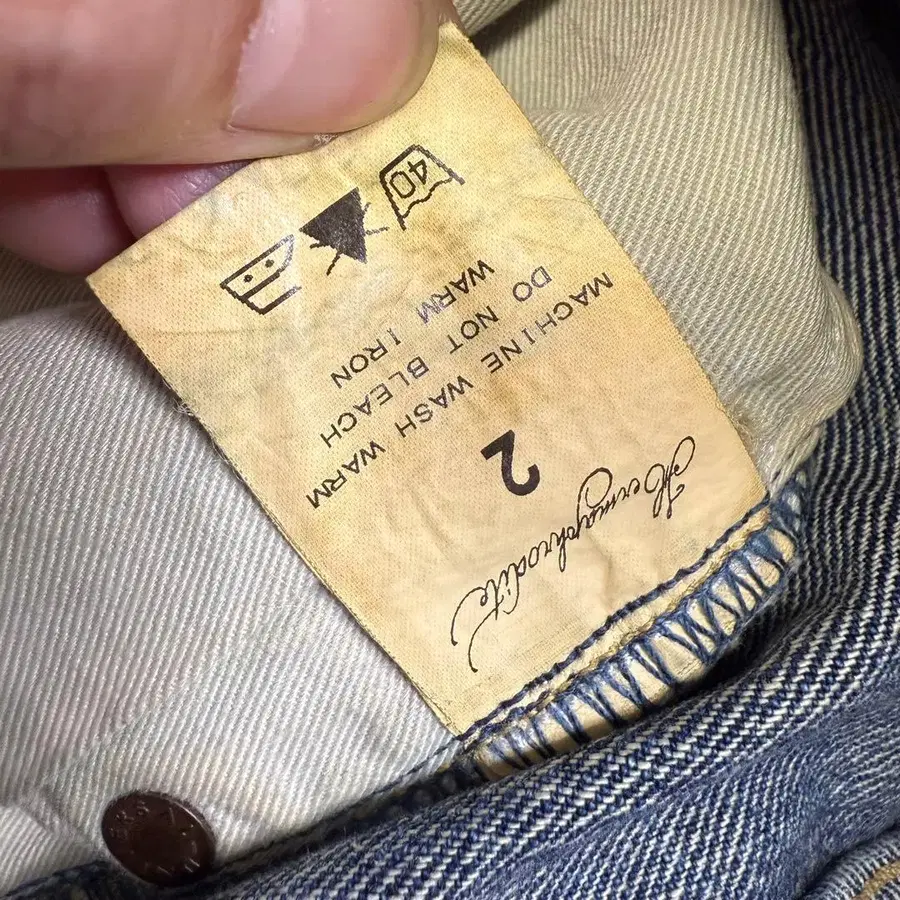 Hermaphrodite
2
MACHINE WASH WARM
DO NOT BLEACH
WARM IRON
40